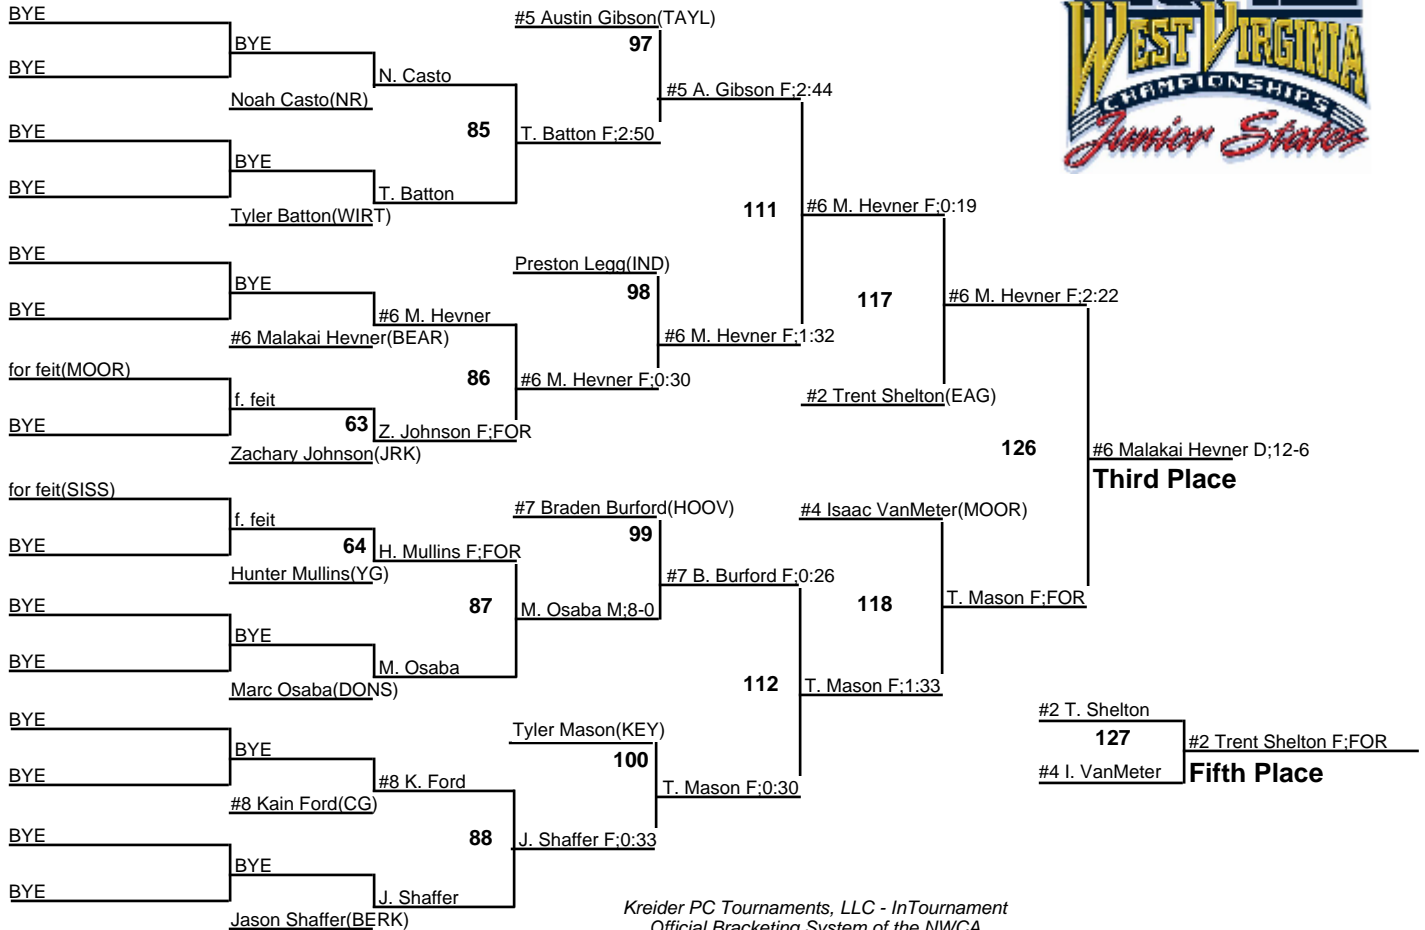 BYE
BYE
BYE
Noah Casto(NR)
N. Casto
85
BYE
BYE
BYE
Tyler Batton(WIRT)
T. Batton
#5 Austin Gibson(TAYL)
97
T. Batton F;2:50
#5 A. Gibson F;2:44
BYE
BYE
BYE
#6 Malakai Hevner(BEAR)
#6 M. Hevner
86
for feit(MOOR)
BYE
f. feit
63
Zachary Johnson(JRK)
Z. Johnson F;FOR
Preston Legg(IND)
98
#6 M. Hevner F;0:30
#6 M. Hevner F;1:32
111
#6 M. Hevner F;0:19
117
#2 Trent Shelton(EAG)
#6 M. Hevner F;2:22
126
#6 Malakai Hevner D;12-6
Third Place
for feit(SISS)
BYE
f. feit
64
Hunter Mullins(YG)
H. Mullins F;FOR
87
BYE
BYE
BYE
Marc Osaba(DONS)
M. Osaba
#7 Braden Burford(HOOV)
99
M. Osaba M;8-0
#7 B. Burford F;0:26
112
BYE
BYE
BYE
#8 Kain Ford(CG)
#8 K. Ford
88
BYE
BYE
BYE
Jason Shaffer(BERK)
J. Shaffer
Tyler Mason(KEY)
100
J. Shaffer F;0:33
T. Mason F;0:30
#4 Isaac VanMeter(MOOR)
118
T. Mason F;1:33
T. Mason F;FOR
#2 T. Shelton
127
#4 I. VanMeter
#2 Trent Shelton F;FOR
Fifth Place
WEST VIRGINIA
CHAMPIONSHIPS
Junior States
Kreider PC Tournaments, LLC - InTournament
Official Bracketing System of the NWCA